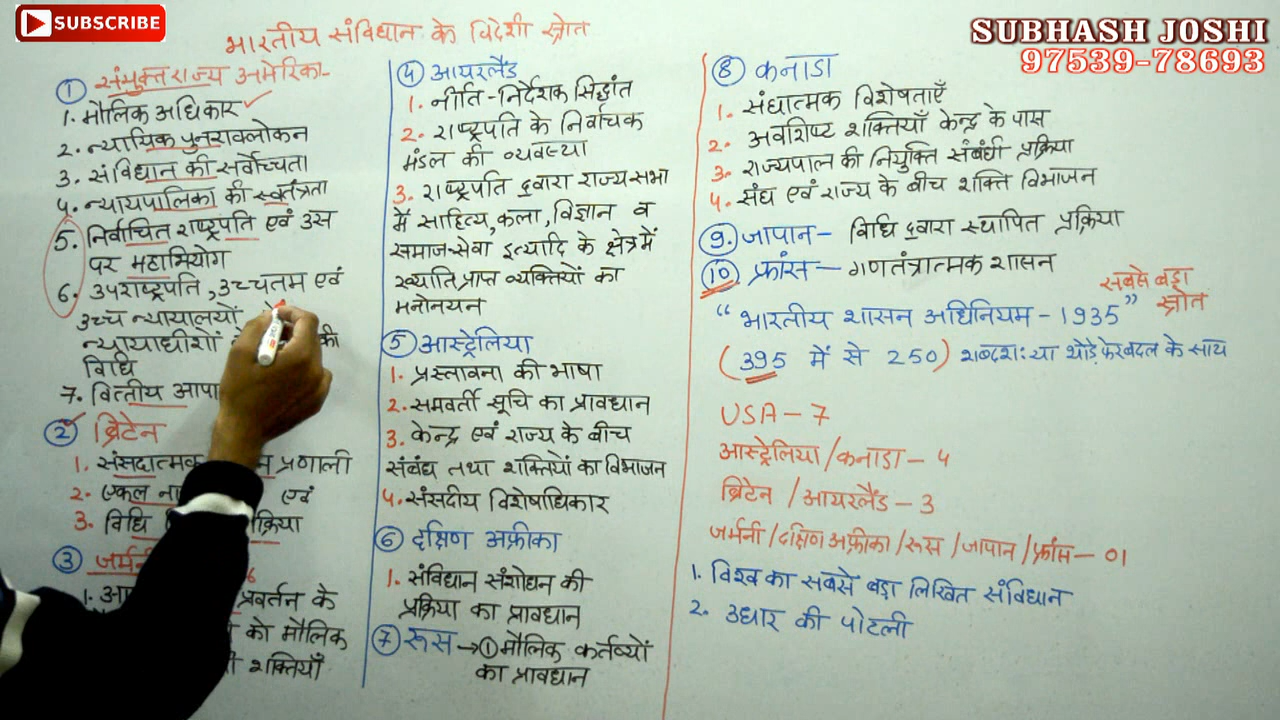 SUBSCRIBE
भारतीय संविधान के विदेशी स्रोत
SUBHASH JOSHI
97539-78693
① संयुक्त राज्य अमेरिका-
1. मौलिक अधिकार
2. न्यायिक पुनरावलोकन
3. संविधान की सर्वोच्चता
4. न्यायपालिका की स्वतंत्रता
5. निर्वाचित राष्ट्रपति एवं उस
पर महाभियोग
6. उपराष्ट्रपति, उच्चतम एवं
उच्च न्यायालयों
न्यायाधीशों की
विधि
7. वित्तीय आपा
② ब्रिटेन
1. संसदात्मक प्रणाली
2. एकल ना एवं
3. विधि क्रिया
③ जर्मनी
1. आ प्रवर्तन के
को मौलिक
शक्तियाँ
④ आयरलैंड
1. नीति-निर्देशक सिद्धांत
2. राष्ट्रपति के निर्वाचक
मंडल की व्यवस्था
3. राष्ट्रपति द्वारा राज्यसभा
में साहित्य, कला, विज्ञान व
समाज-सेवा इत्यादि के क्षेत्र में
ख्याति प्राप्त व्यक्तियों का
मनोनयन
⑤ आस्ट्रेलिया
1. प्रस्तावना की भाषा
2. समवर्ती सूचि का प्रावधान
3. केन्द्र एवं राज्य के बीच
संबंध तथा शक्तियों का विभाजन
4. संसदीय विशेषाधिकार
⑥ दक्षिण अफ्रीका
1. संविधान संशोधन की
प्रक्रिया का प्रावधान
⑦ रूस → ① मौलिक कर्तव्यों
का प्रावधान
⑧ कनाडा
1. संघात्मक विशेषताएँ
2. अवशिष्ट शक्तियाँ केन्द्र के पास
3. राज्यपाल की नियुक्ति संबंधी प्रक्रिया
4. संघ एवं राज्य के बीच शक्ति विभाजन
⑨ जापान - विधि द्वारा स्थापित प्रक्रिया
⑩ फ्रांस - गणतंत्रात्मक शासन
सबसे बड़ा
स्रोत
"भारतीय शासन अधिनियम - 1935"
(395 में से 250) शब्दशः या थोड़े फेरबदल के साथ
USA - 7
आस्ट्रेलिया / कनाडा - 4
ब्रिटेन / आयरलैंड - 3
जर्मनी / दक्षिण अफ्रीका / रूस / जापान / फ्रांस - 01
1. विश्व का सबसे बड़ा लिखित संविधान
2. उधार की पोटली